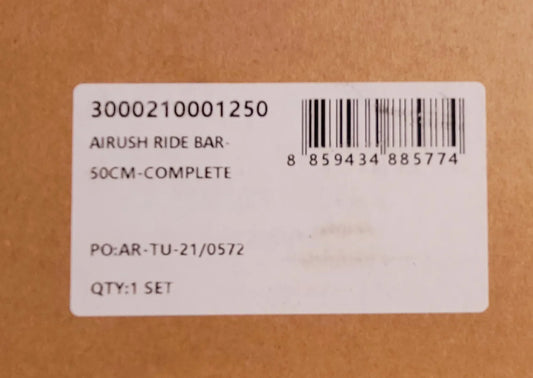 3000210001250
AIRUSH RIDE BAR-
50CM-COMPLETE
8 859434 885774
PO:AR-TU-21/0572
QTY:1 SET